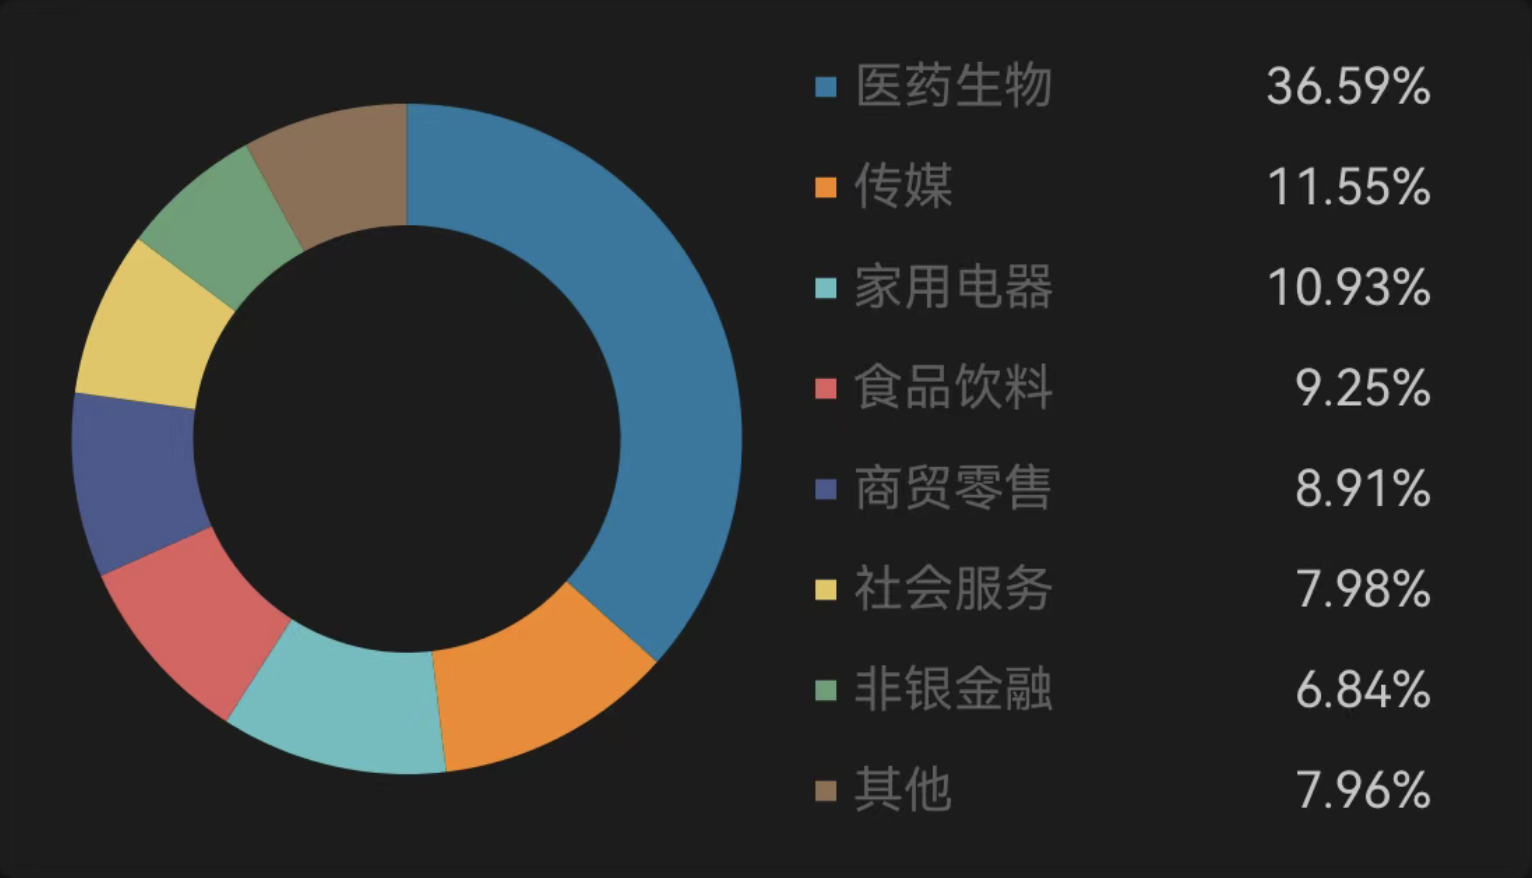 医药生物 36.59%
传媒 11.55%
家用电器 10.93%
食品饮料 9.25%
商贸零售 8.91%
社会服务 7.98%
非银金融 6.84%
其他 7.96%